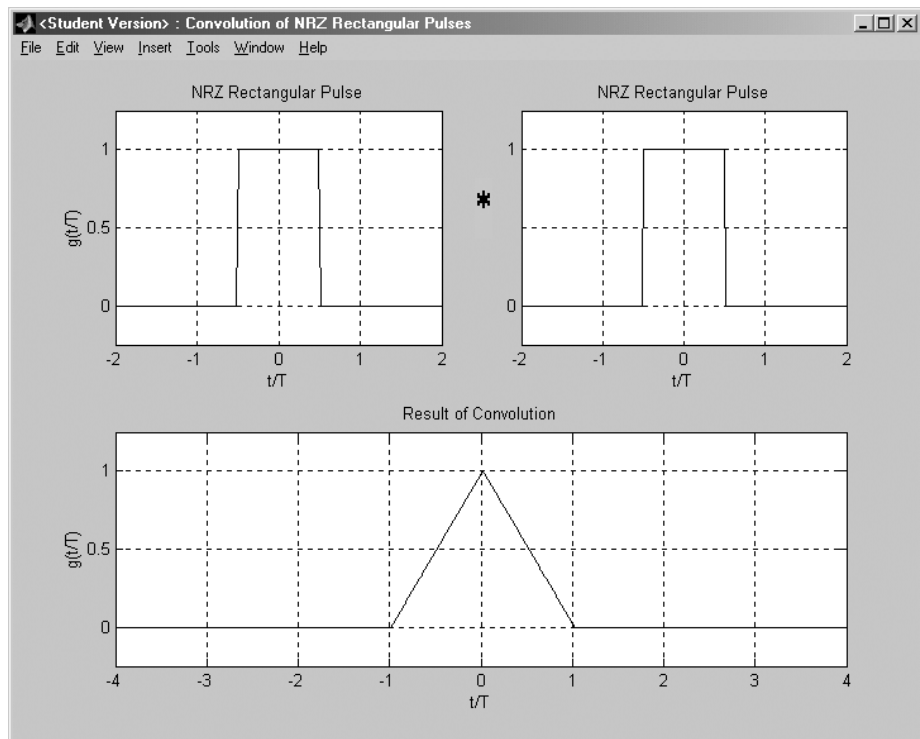 <Student Version> : Convolution of NRZ Rectangular Pulses
File Edit View Insert Tools Window Help
NRZ Rectangular Pulse
g(t/T)
1
0.5
0
-2 -1 0 1 2
t/T
*
NRZ Rectangular Pulse
1
0.5
0
-2 -1 0 1 2
t/T
Result of Convolution
g(t/T)
1
0.5
0
-4 -3 -2 -1 0 1 2 3 4
t/T